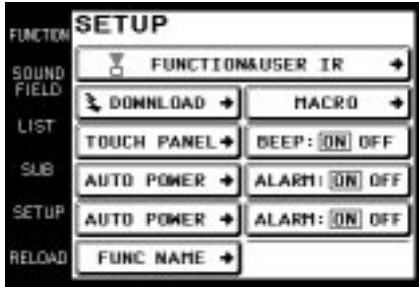 SETUP
FUNCTION
FUNCTION&USER IR
SOUND
FIELD
DOWNLOAD
MACRO
LIST
TOUCH PANEL
BEEP: ON OFF
SUB
AUTO POWER
ALARM: ON OFF
SETUP
AUTO POWER
ALARM: ON OFF
RELOAD
FUNC NAME